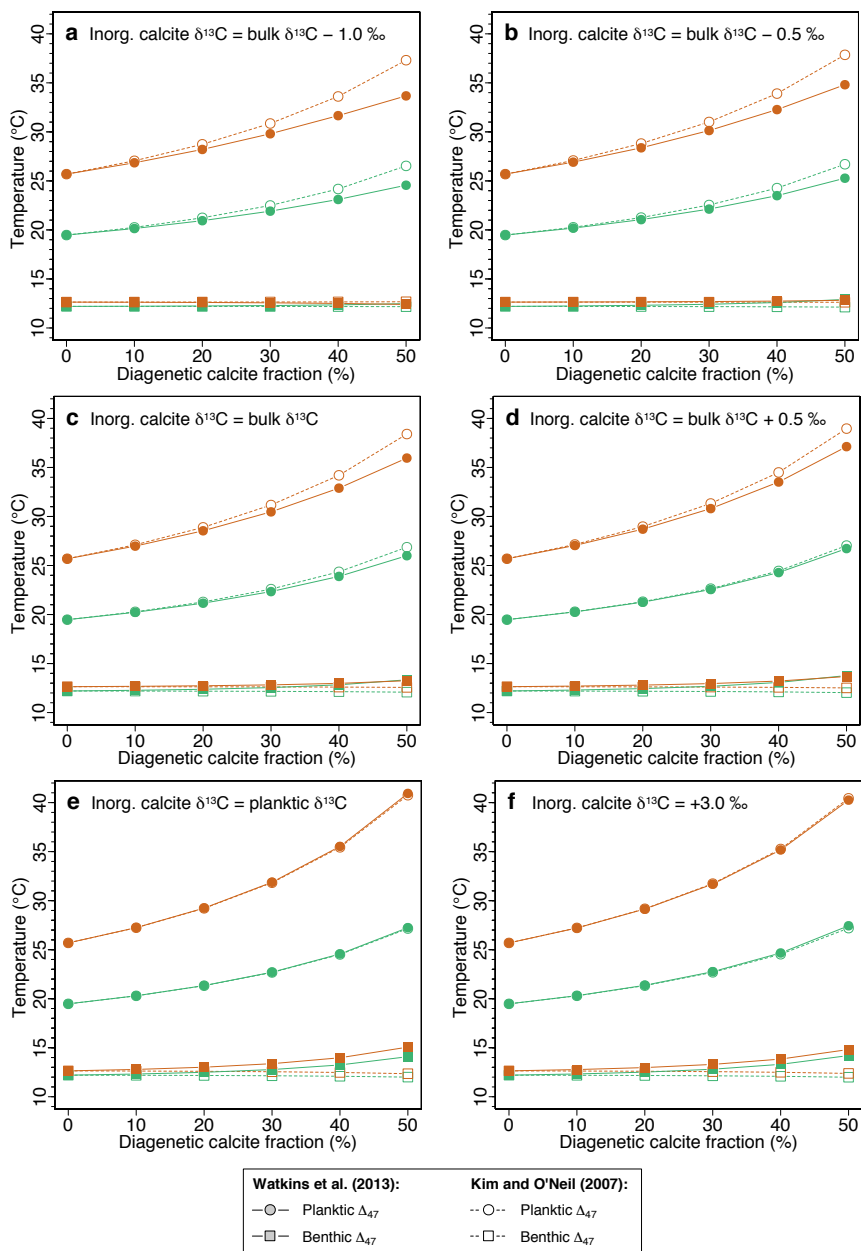 a Inorg. calcite δ¹³C = bulk δ¹³C − 1.0 ‰
Temperature (°C)
10 15 20 25 30 35 40
0 10 20 30 40 50
Diagenetic calcite fraction (%)
b Inorg. calcite δ¹³C = bulk δ¹³C − 0.5 ‰
Temperature (°C)
10 15 20 25 30 35 40
0 10 20 30 40 50
Diagenetic calcite fraction (%)
c Inorg. calcite δ¹³C = bulk δ¹³C
Temperature (°C)
10 15 20 25 30 35 40
0 10 20 30 40 50
Diagenetic calcite fraction (%)
d Inorg. calcite δ¹³C = bulk δ¹³C + 0.5 ‰
Temperature (°C)
10 15 20 25 30 35 40
0 10 20 30 40 50
Diagenetic calcite fraction (%)
e Inorg. calcite δ¹³C = planktic δ¹³C
Temperature (°C)
10 15 20 25 30 35 40
0 10 20 30 40 50
Diagenetic calcite fraction (%)
f Inorg. calcite δ¹³C = +3.0 ‰
Temperature (°C)
10 15 20 25 30 35 40
0 10 20 30 40 50
Diagenetic calcite fraction (%)
Watkins et al. (2013):
Planktic Δ₄₇
Benthic Δ₄₇
Kim and O'Neil (2007):
Planktic Δ₄₇
Benthic Δ₄₇